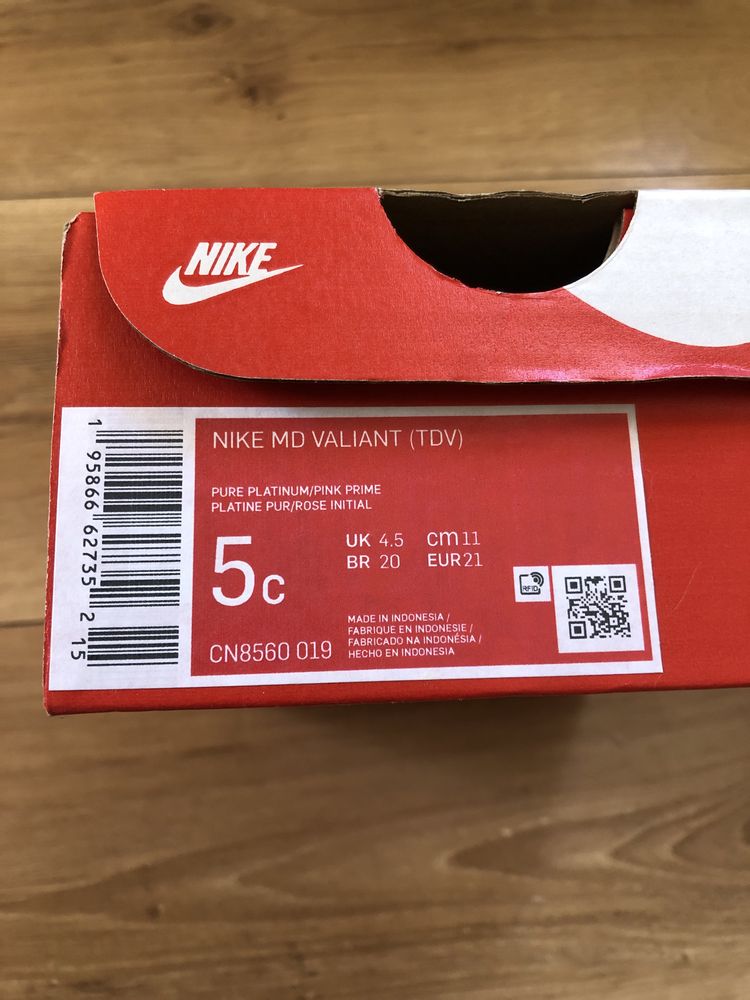 NIKE
NIKE MD VALIANT (TDV)
PURE PLATINUM/PINK PRIME
PLATINE PUR/ROSE INITIAL
5c
UK 4.5 cm 11
BR 20 EUR 21
RFID
MADE IN INDONESIA /
FABRIQUE EN INDONESIE /
FABRICADO NA INDONÉSIA /
HECHO EN INDONESIA
CN8560 019
1 95866 62735 2 15